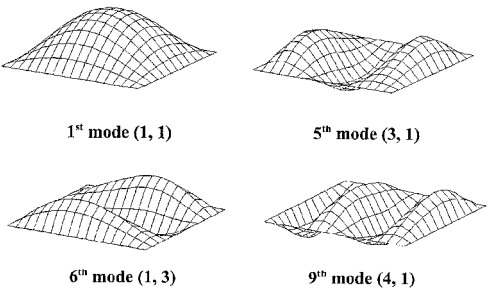 1st mode (1, 1)
5th mode (3, 1)
6th mode (1, 3)
9th mode (4, 1)